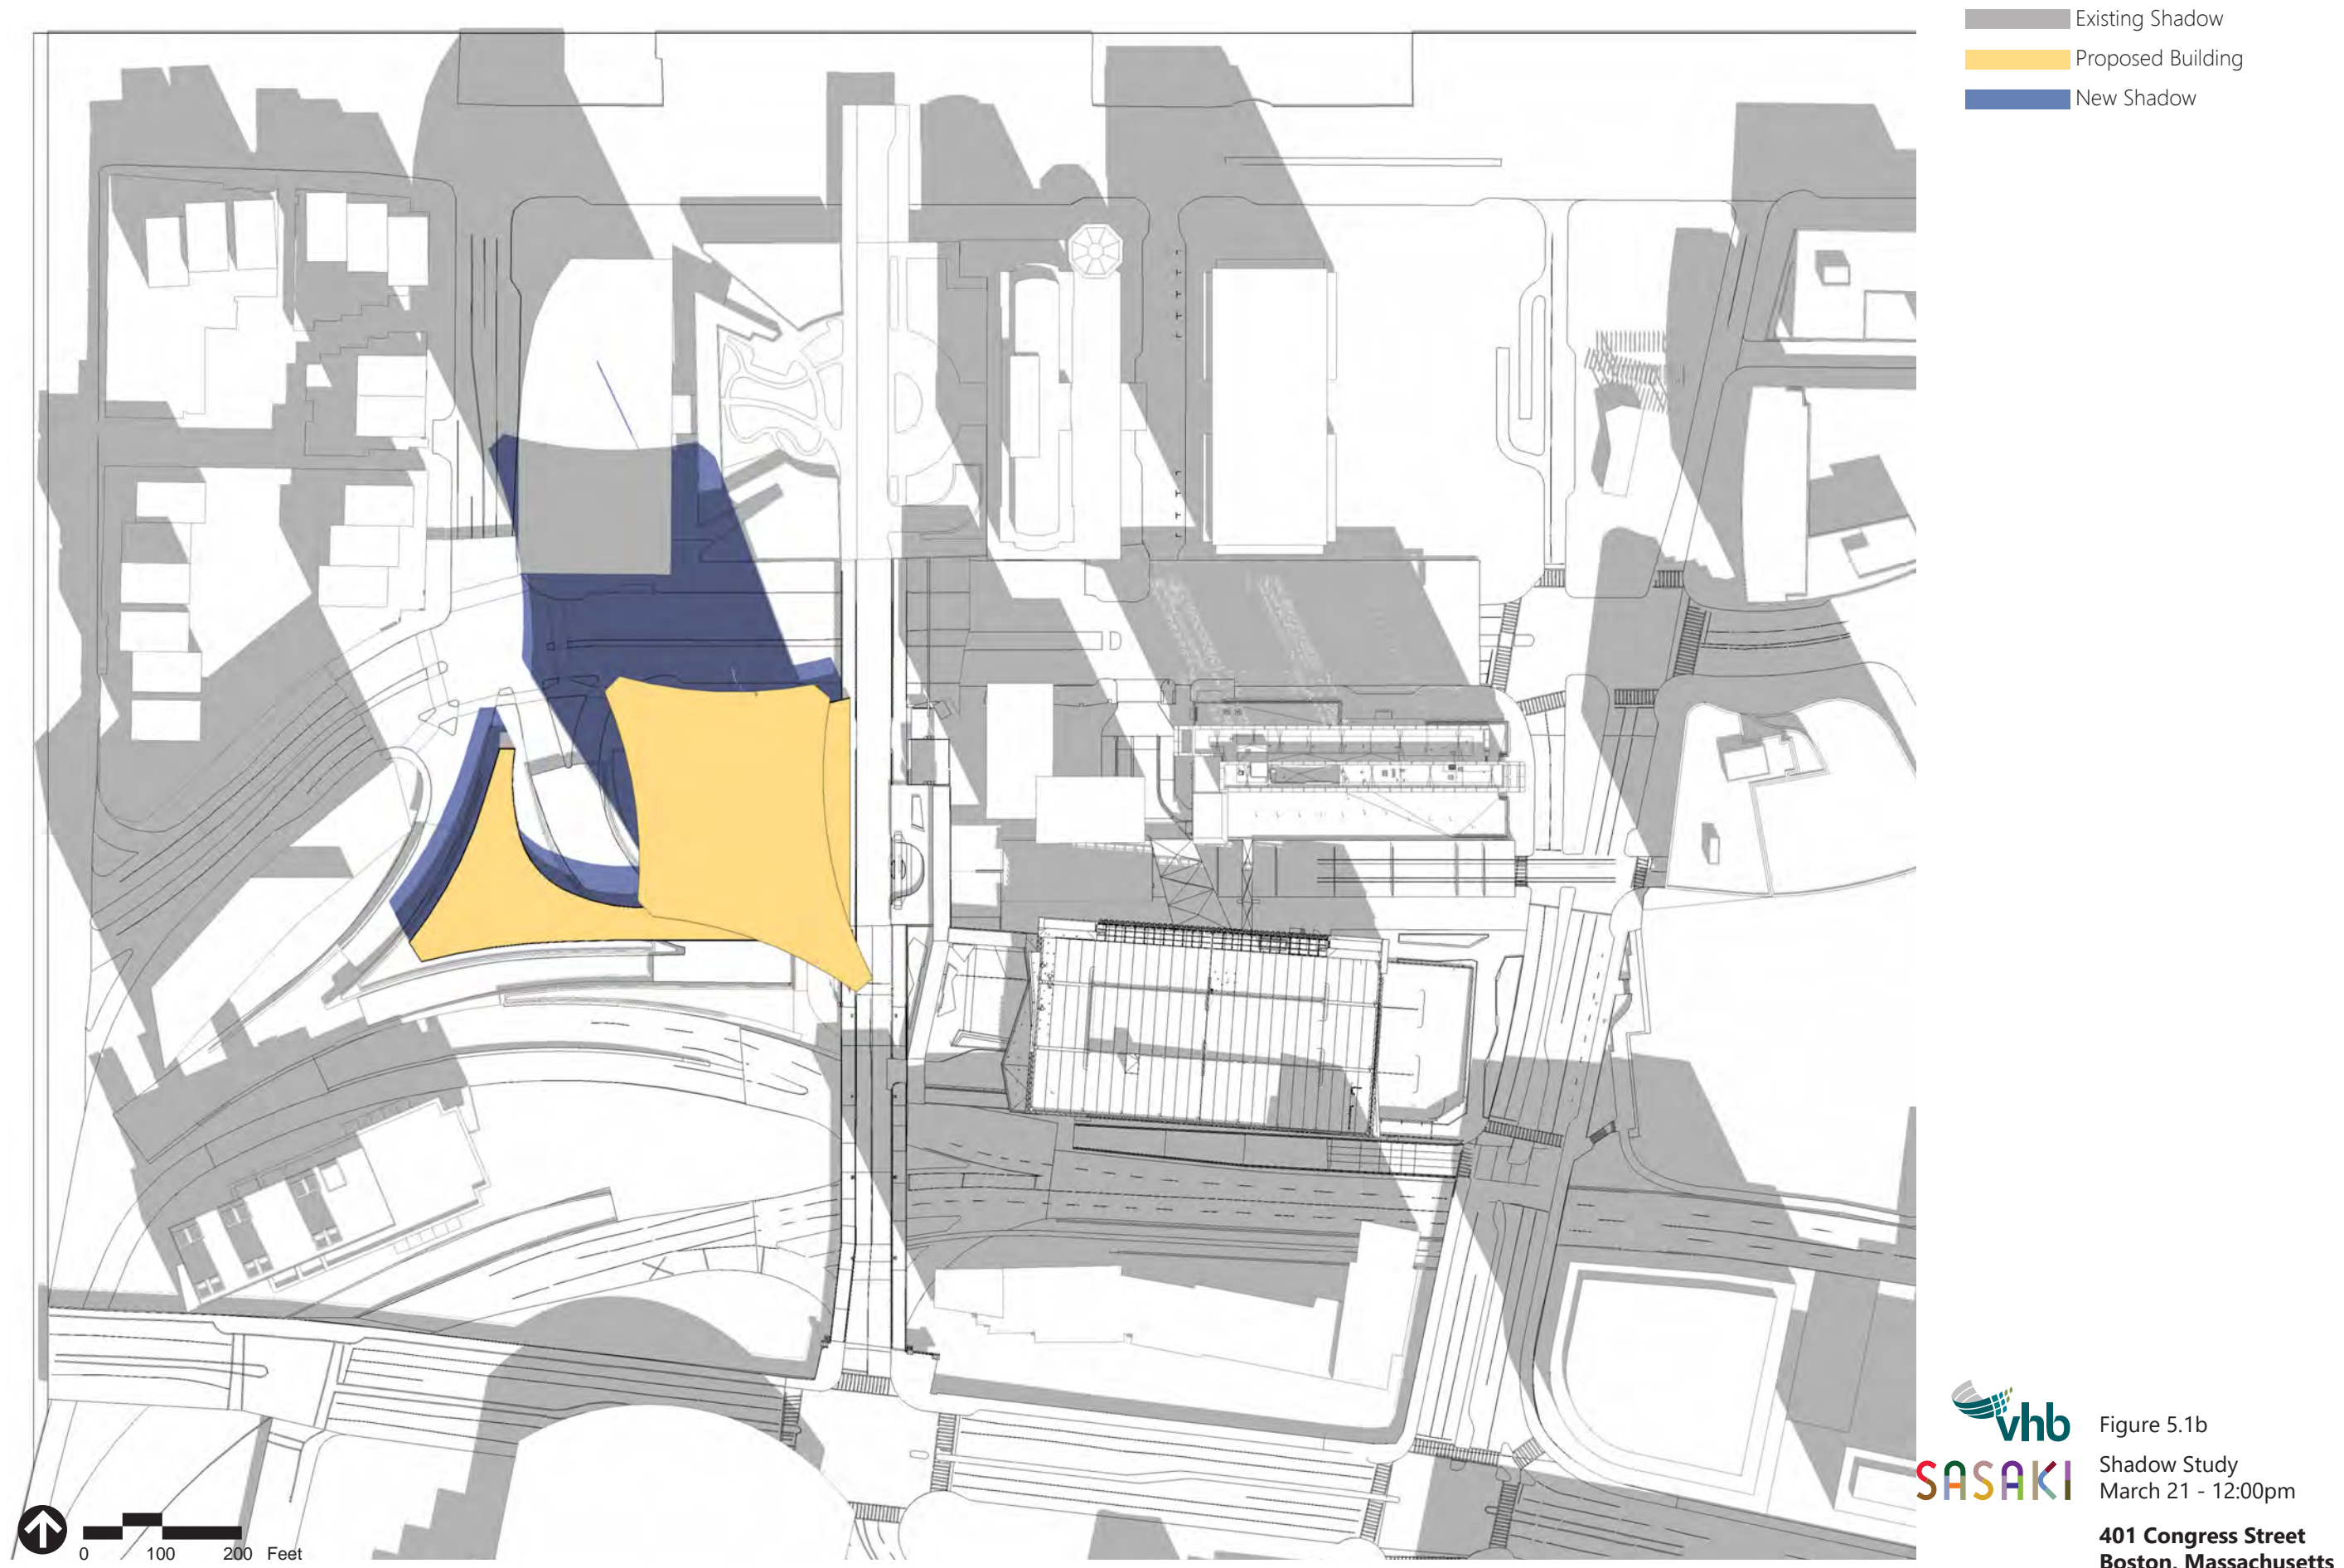 Existing Shadow
Proposed Building
New Shadow
vhb
Figure 5.1b
SASAKI
Shadow Study
March 21 - 12:00pm
401 Congress Street
Boston, Massachusetts
0 100 200 Feet